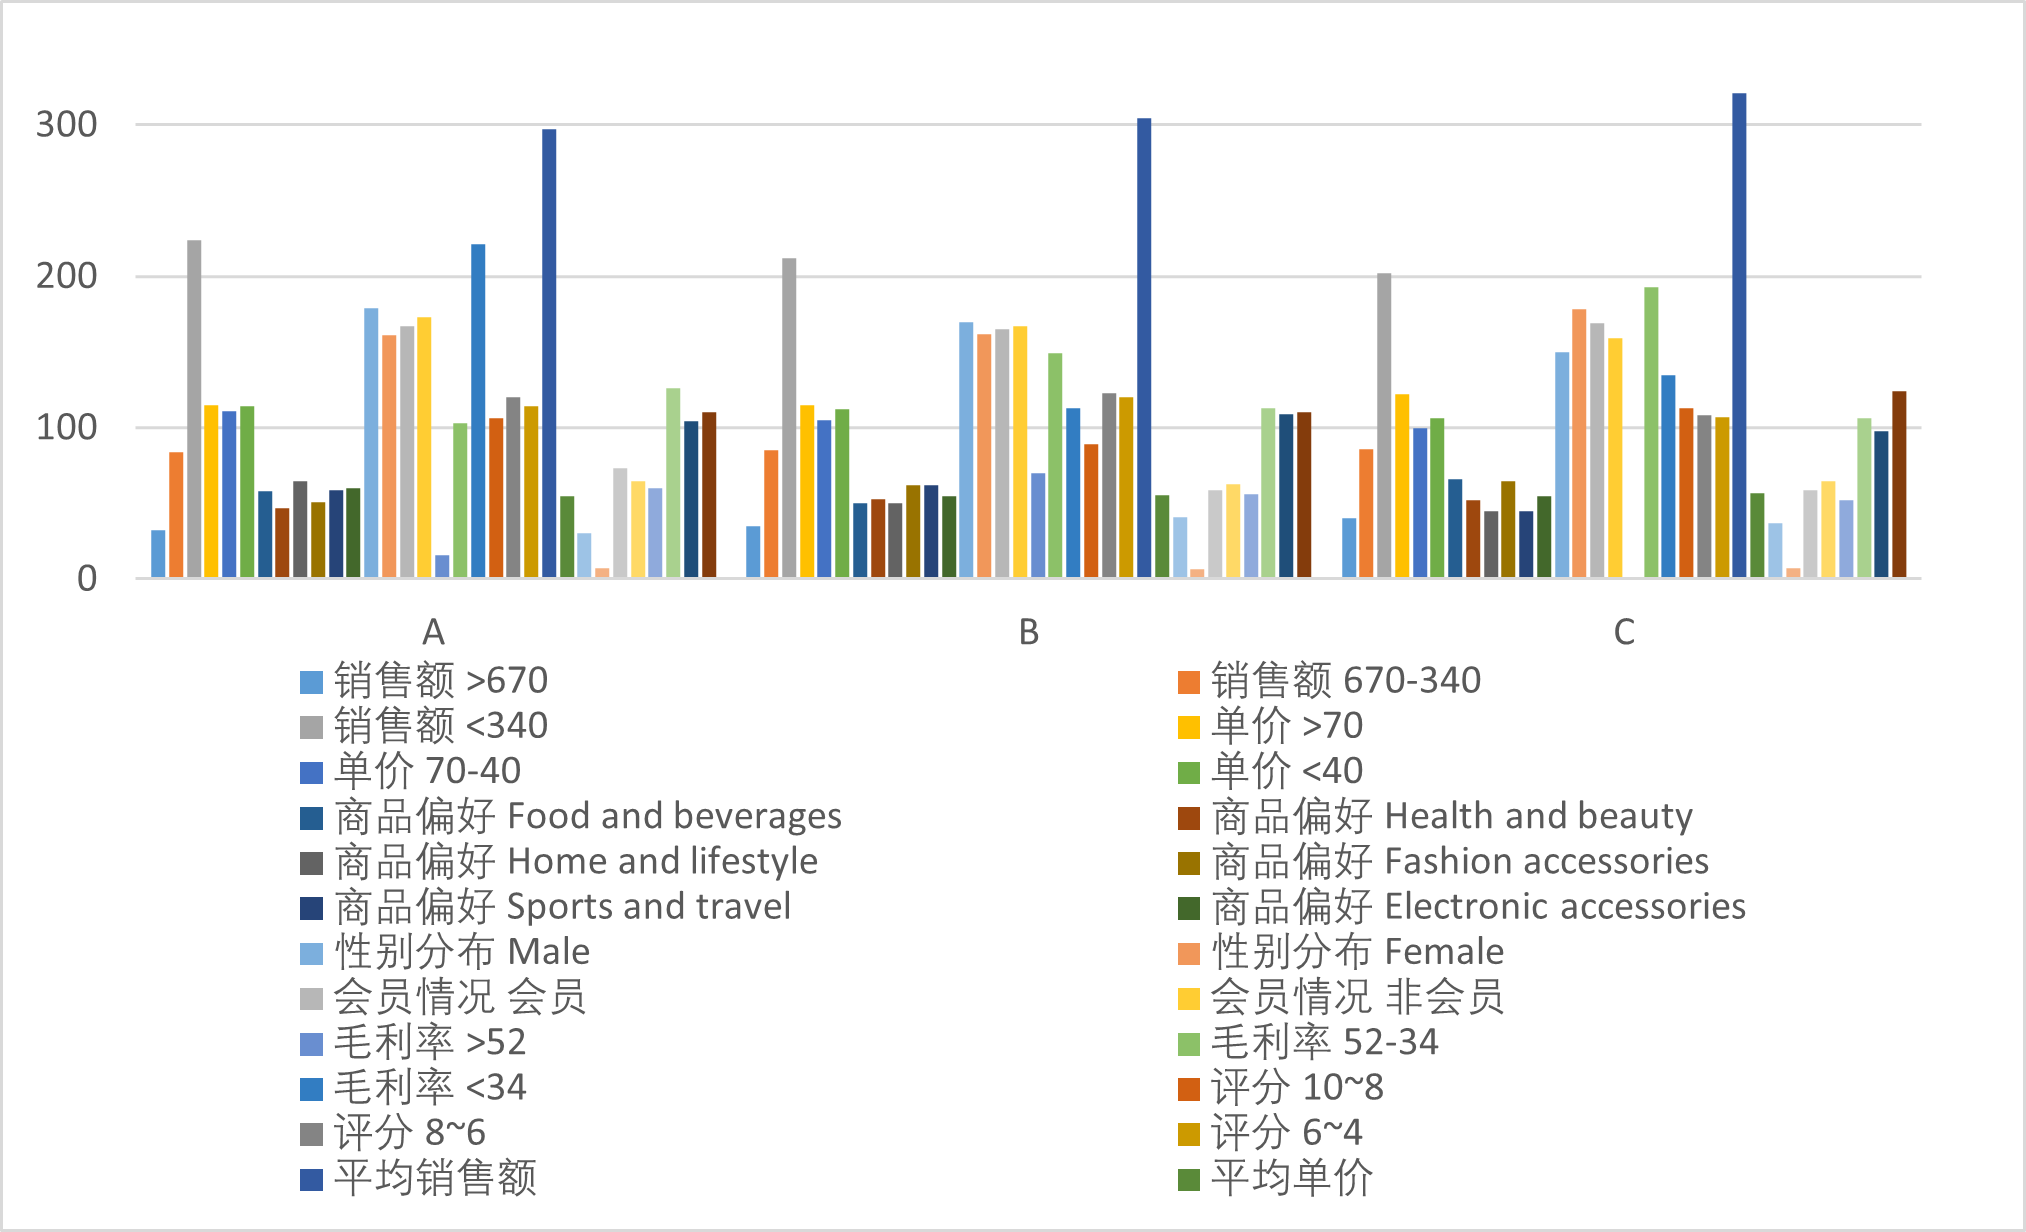 300
200
100
0
A B C
销售额 >670 销售额 670-340
销售额 <340 单价 >70
单价 70-40 单价 <40
商品偏好 Food and beverages 商品偏好 Health and beauty
商品偏好 Home and lifestyle 商品偏好 Fashion accessories
商品偏好 Sports and travel 商品偏好 Electronic accessories
性别分布 Male 性别分布 Female
会员情况 会员 会员情况 非会员
毛利率 >52 毛利率 52-34
毛利率 <34 评分 10~8
评分 8~6 评分 6~4
平均销售额 平均单价